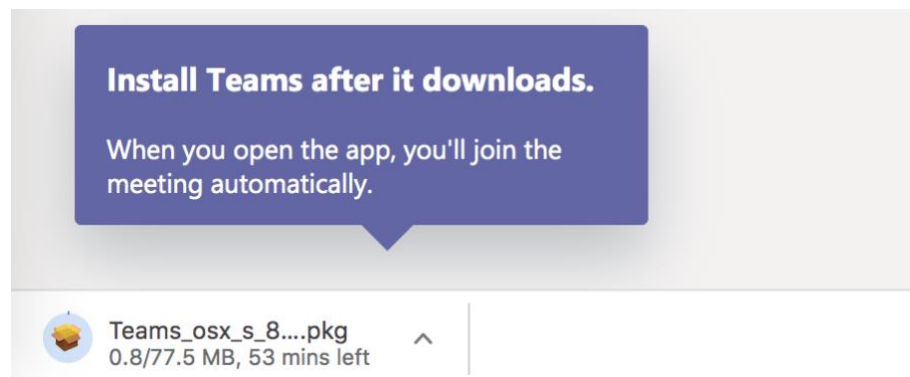 Install Teams after it downloads.
When you open the app, you'll join the
meeting automatically.
Teams_osx_s_8....pkg
0.8/77.5 MB, 53 mins left